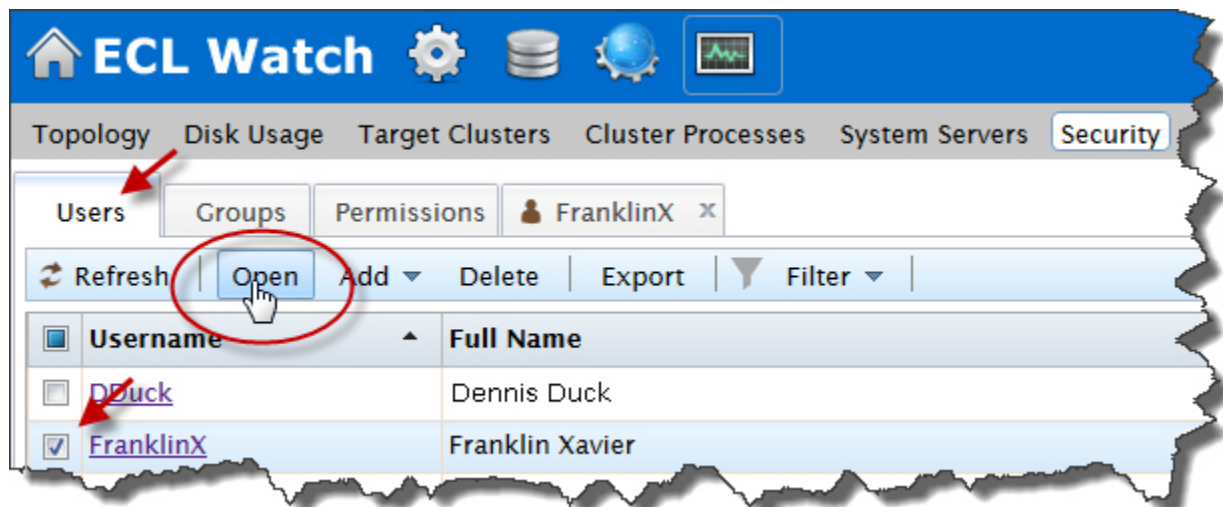 ECL Watch
Topology Disk Usage Target Clusters Cluster Processes System Servers Security
Users Groups Permissions FranklinX x
Refresh Open Add Delete Export Filter
Username Full Name
DDuck Dennis Duck
FranklinX Franklin Xavier